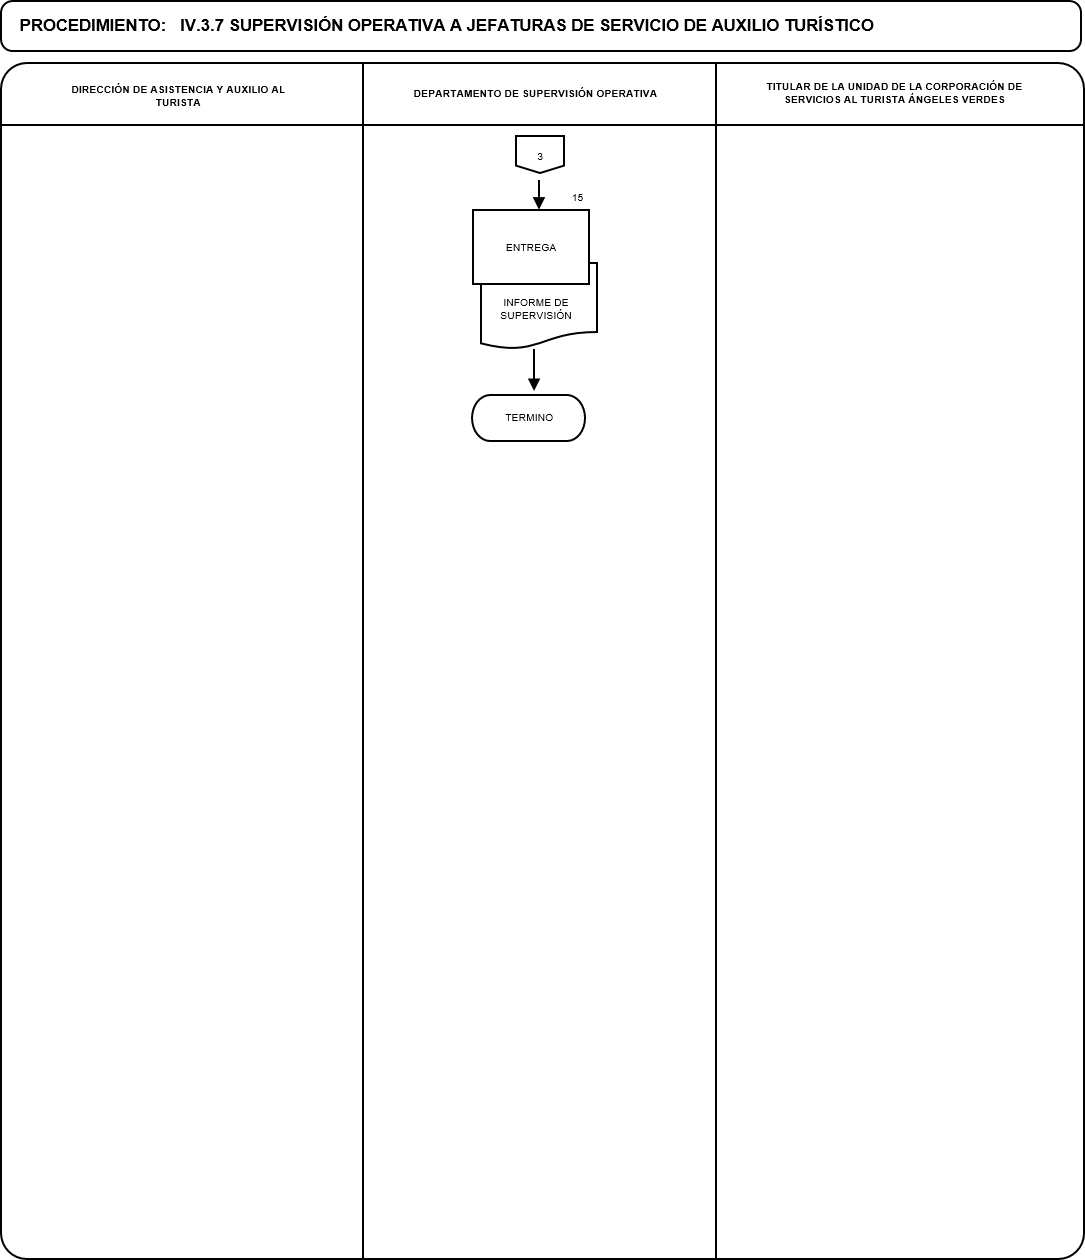 PROCEDIMIENTO: IV.3.7 SUPERVISIÓN OPERATIVA A JEFATURAS DE SERVICIO DE AUXILIO TURÍSTICO
DIRECCIÓN DE ASISTENCIA Y AUXILIO AL
TURISTA
DEPARTAMENTO DE SUPERVISIÓN OPERATIVA
TITULAR DE LA UNIDAD DE LA CORPORACIÓN DE
SERVICIOS AL TURISTA ÁNGELES VERDES
3
15
ENTREGA
INFORME DE
SUPERVISIÓN
TERMINO